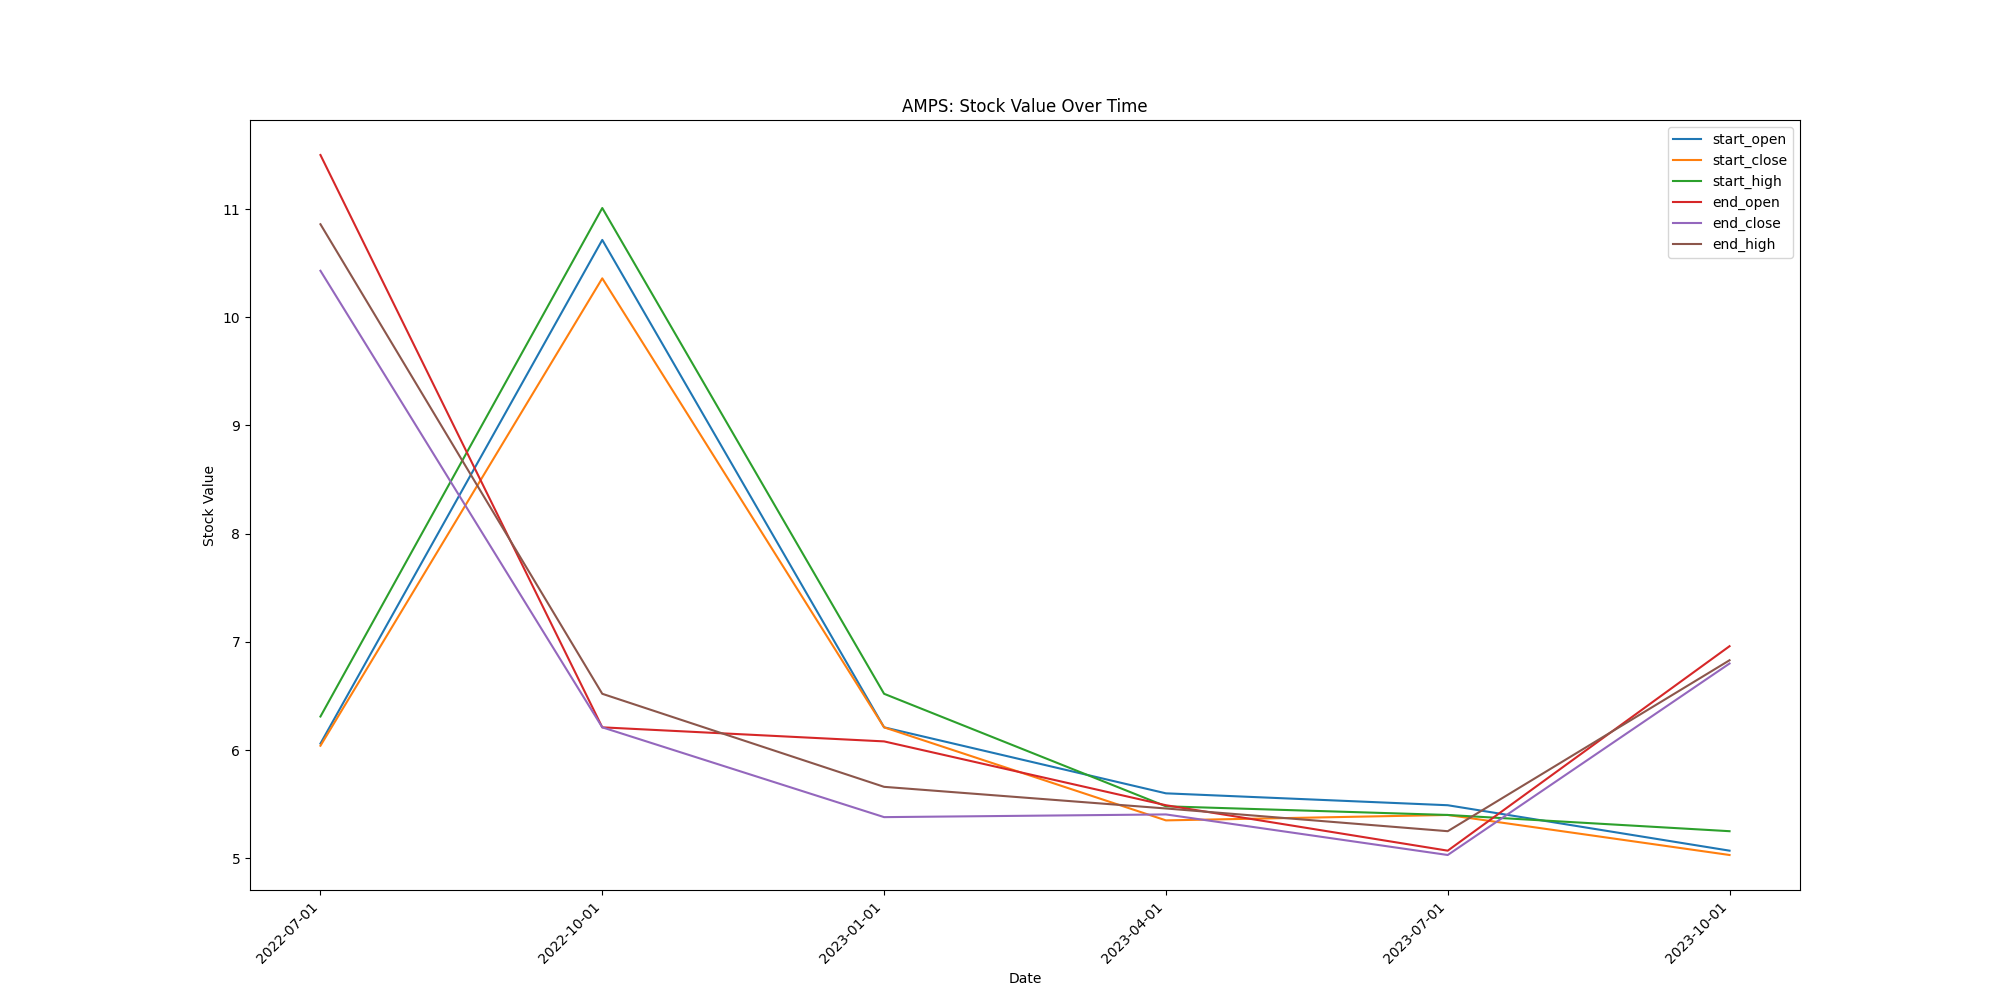 AMPS: Stock Value Over Time
start_open
start_close
start_high
end_open
end_close
end_high
Stock Value
11
10
9
8
7
6
5
2022-07-01
2022-10-01
2023-01-01
2023-04-01
2023-07-01
2023-10-01
Date